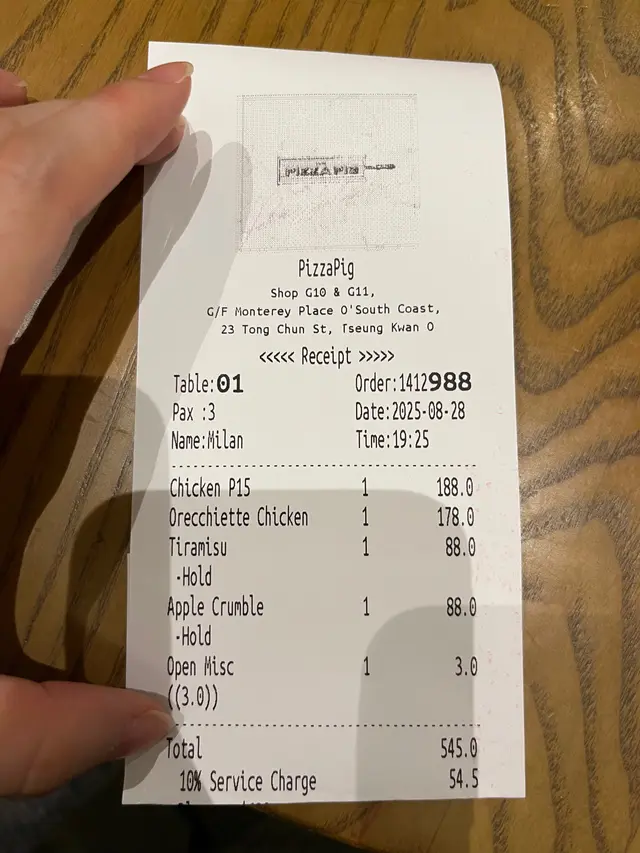 PIZZA PIG
PizzaPig
Shop G10 & G11,
G/F Monterey Place O'South Coast,
23 Tong Chun St, Tseung Kwan O
<<<<< Receipt >>>>>
Table:01 Order:1412988
Pax :3 Date:2025-08-28
Name:Milan Time:19:25
Chicken P15 1 188.0
Orecchiette Chicken 1 178.0
Tiramisu 1 88.0
-Hold
Apple Crumble 1 88.0
-Hold
Open Misc 1 3.0
((3.0))
Total 545.0
10% Service Charge 54.5